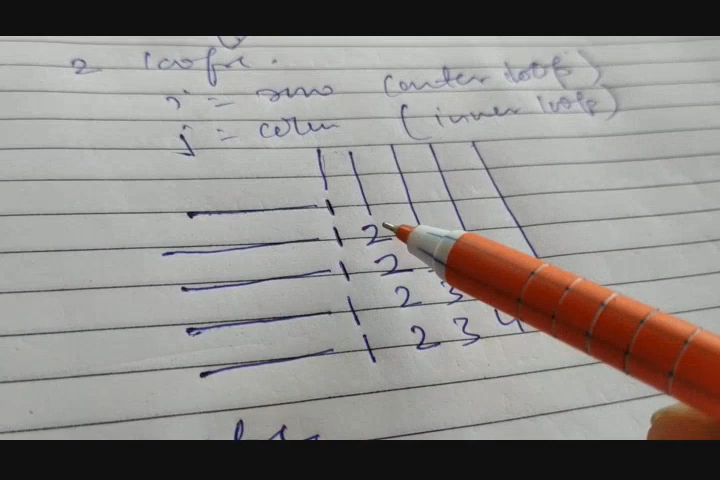 2 loops.
i = row (outer loop)
j = colum (inner loop)
1
1 2
1 2
1 2 3
1 2 3 4